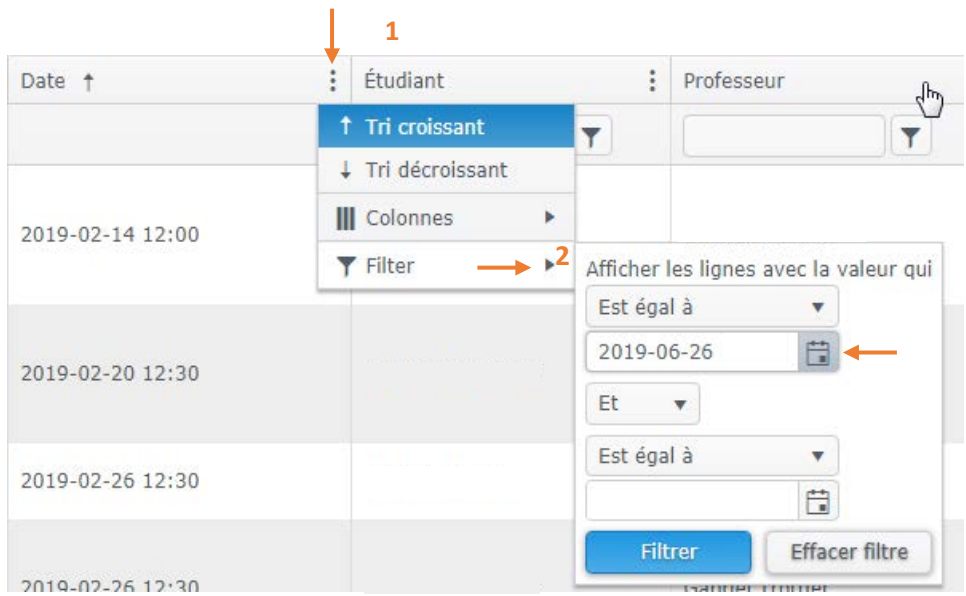 1
Date ↑
Étudiant
Professeur
↑ Tri croissant
↓ Tri décroissant
Colonnes
Filter
2
Afficher les lignes avec la valeur qui
Est égal à
2019-06-26
Et
Est égal à
Filtrer
Effacer filtre
2019-02-14 12:00
2019-02-20 12:30
2019-02-26 12:30
2019-02-26 12:30